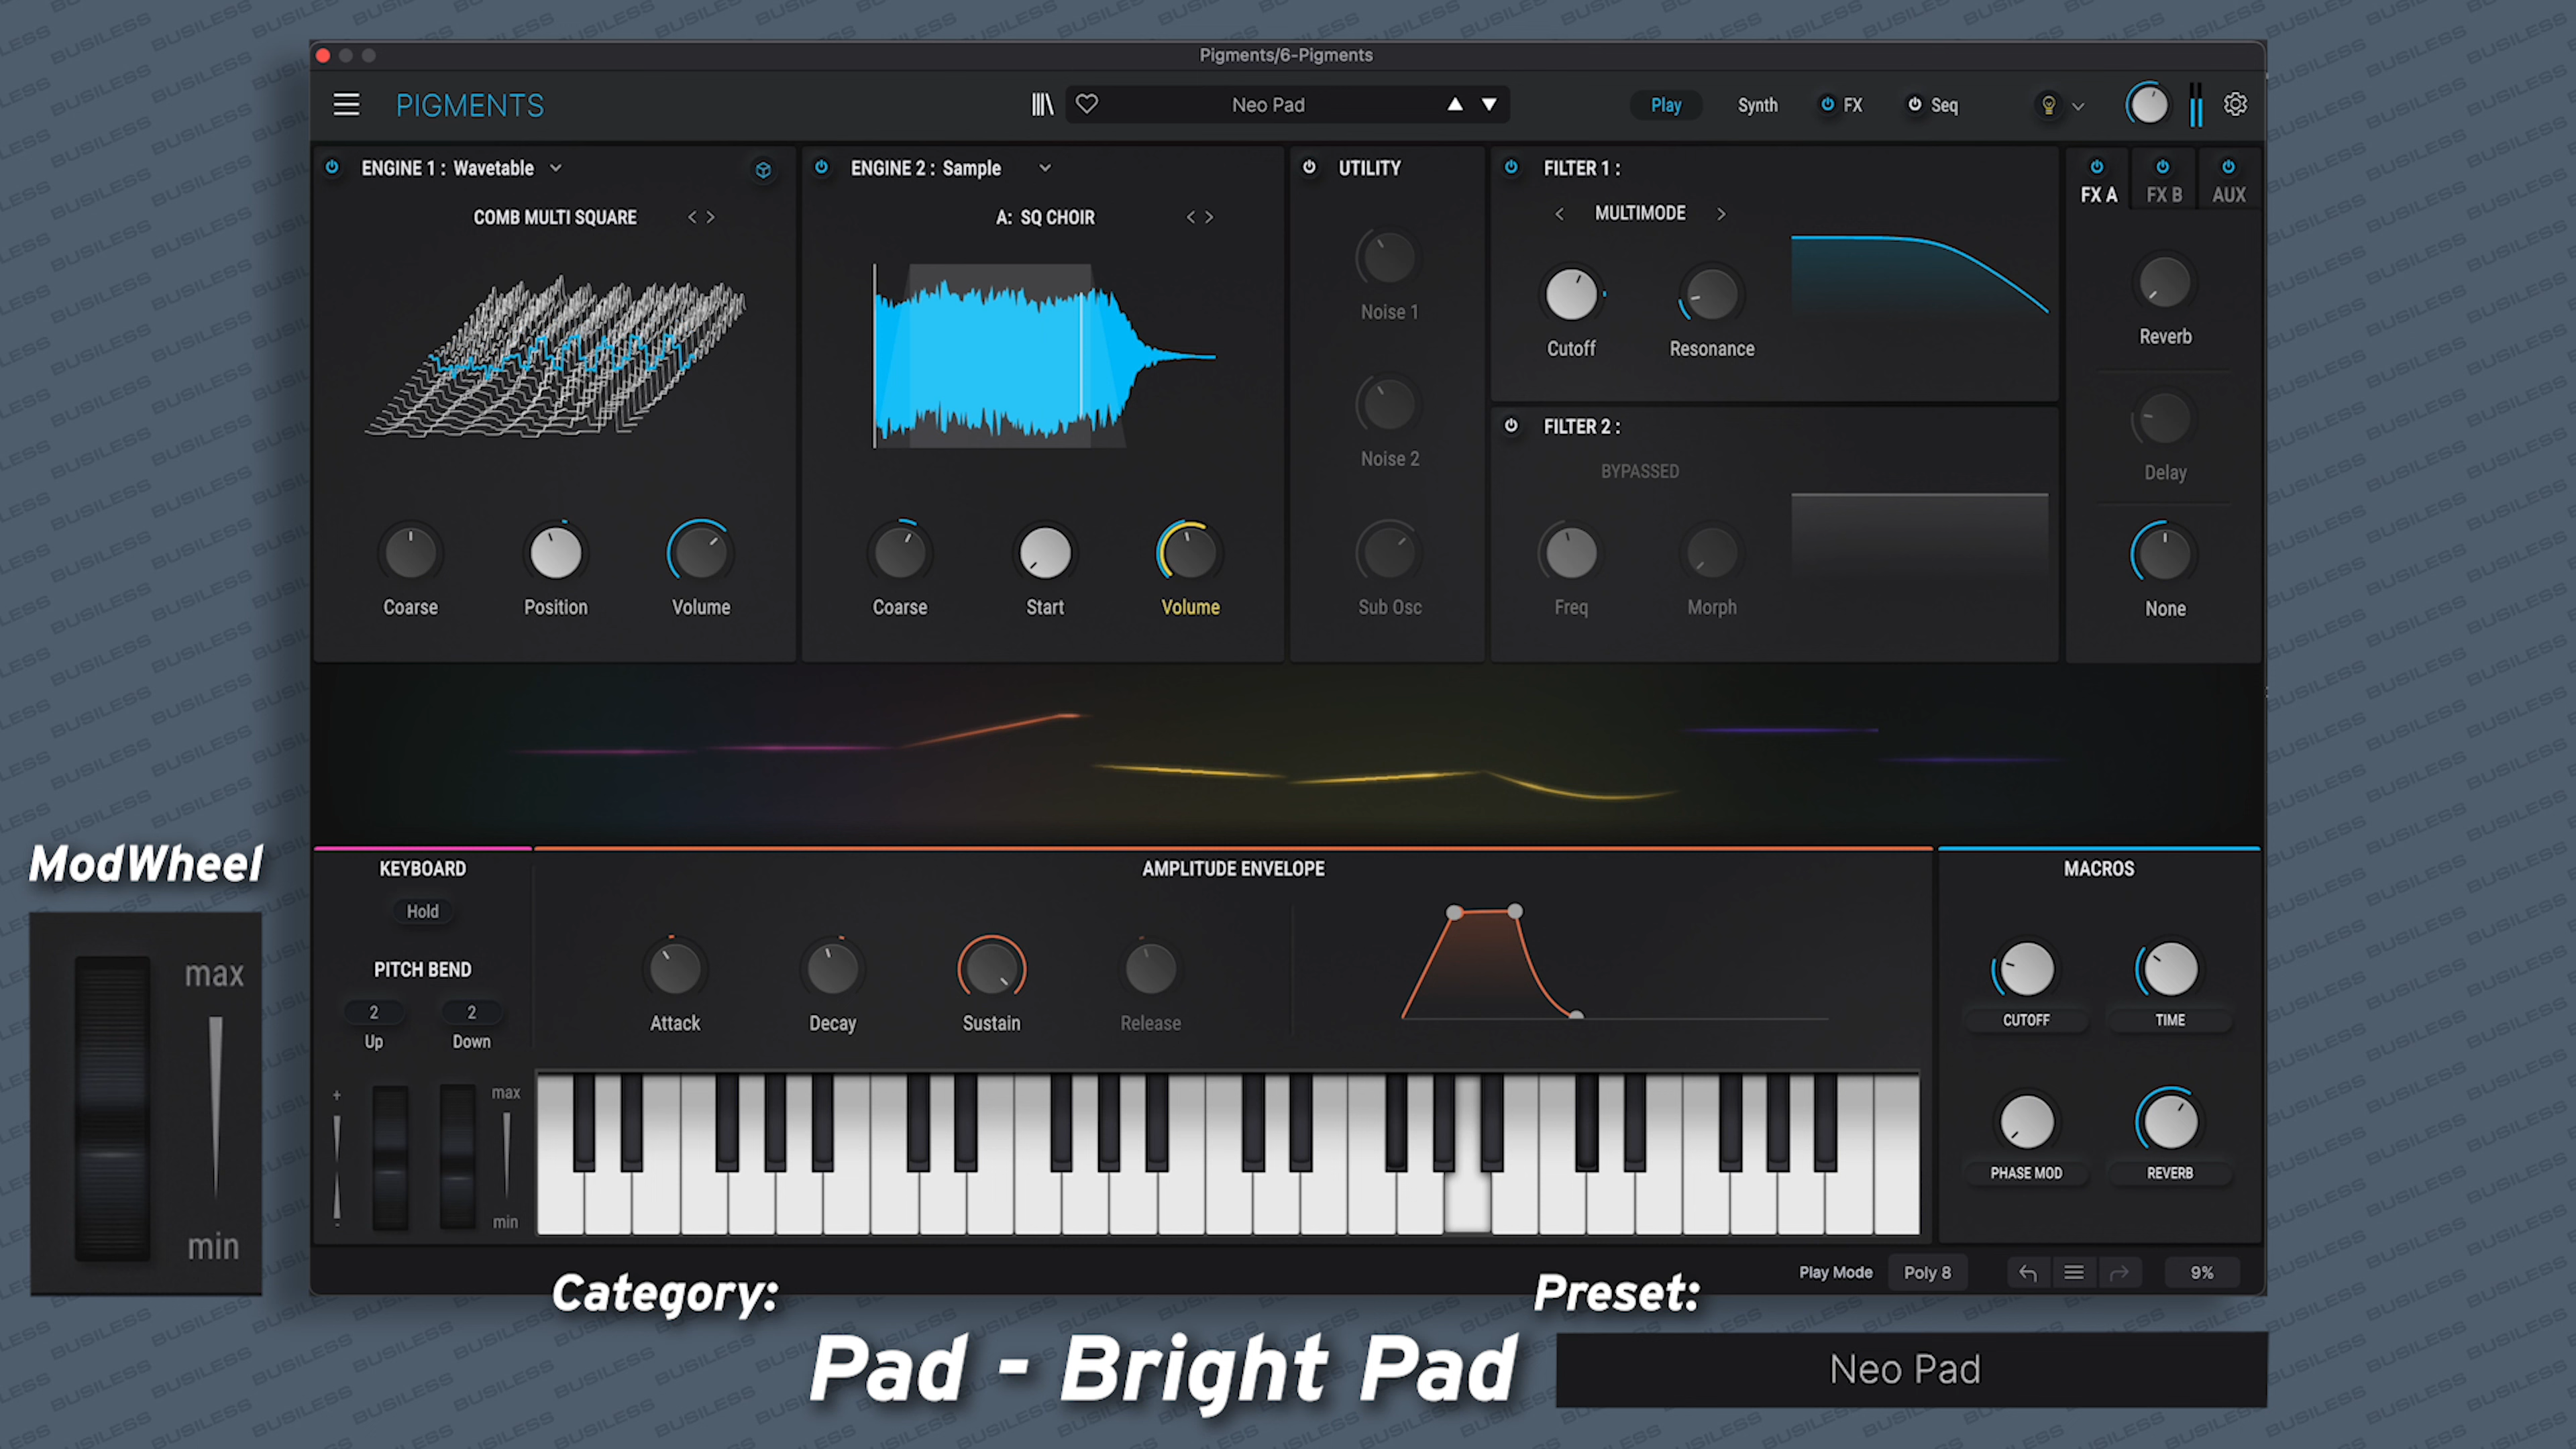 Pigments/6-Pigments
PIGMENTS
Neo Pad
Play
Synth
FX
Seq
ENGINE 1 : Wavetable
COMB MULTI SQUARE
Coarse
Position
Volume
ENGINE 2 : Sample
A: SQ CHOIR
Coarse
Start
Volume
UTILITY
Noise 1
Noise 2
Sub Osc
FILTER 1 :
MULTIMODE
Cutoff
Resonance
FILTER 2 :
BYPASSED
Freq
Morph
FX A
FX B
AUX
Reverb
Delay
None
ModWheel
max
min
KEYBOARD
Hold
PITCH BEND
2
2
Up
Down
+
-
max
min
AMPLITUDE ENVELOPE
Attack
Decay
Sustain
Release
MACROS
CUTOFF
TIME
PHASE MOD
REVERB
Play Mode
Poly 8
9%
Category:
Pad - Bright Pad
Preset:
Neo Pad
BUSILESS